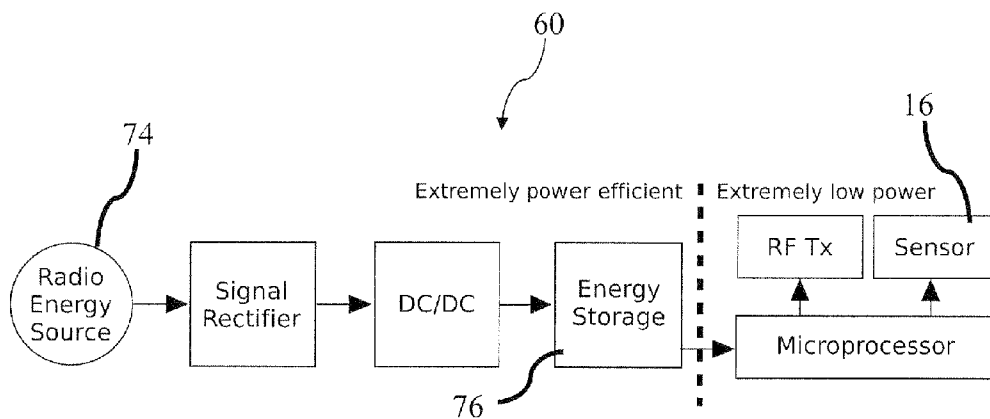 60
74
16
Extremely power efficient
Extremely low power
Radio
Energy
Source
Signal
Rectifier
DC/DC
Energy
Storage
RF Tx
Sensor
Microprocessor
76